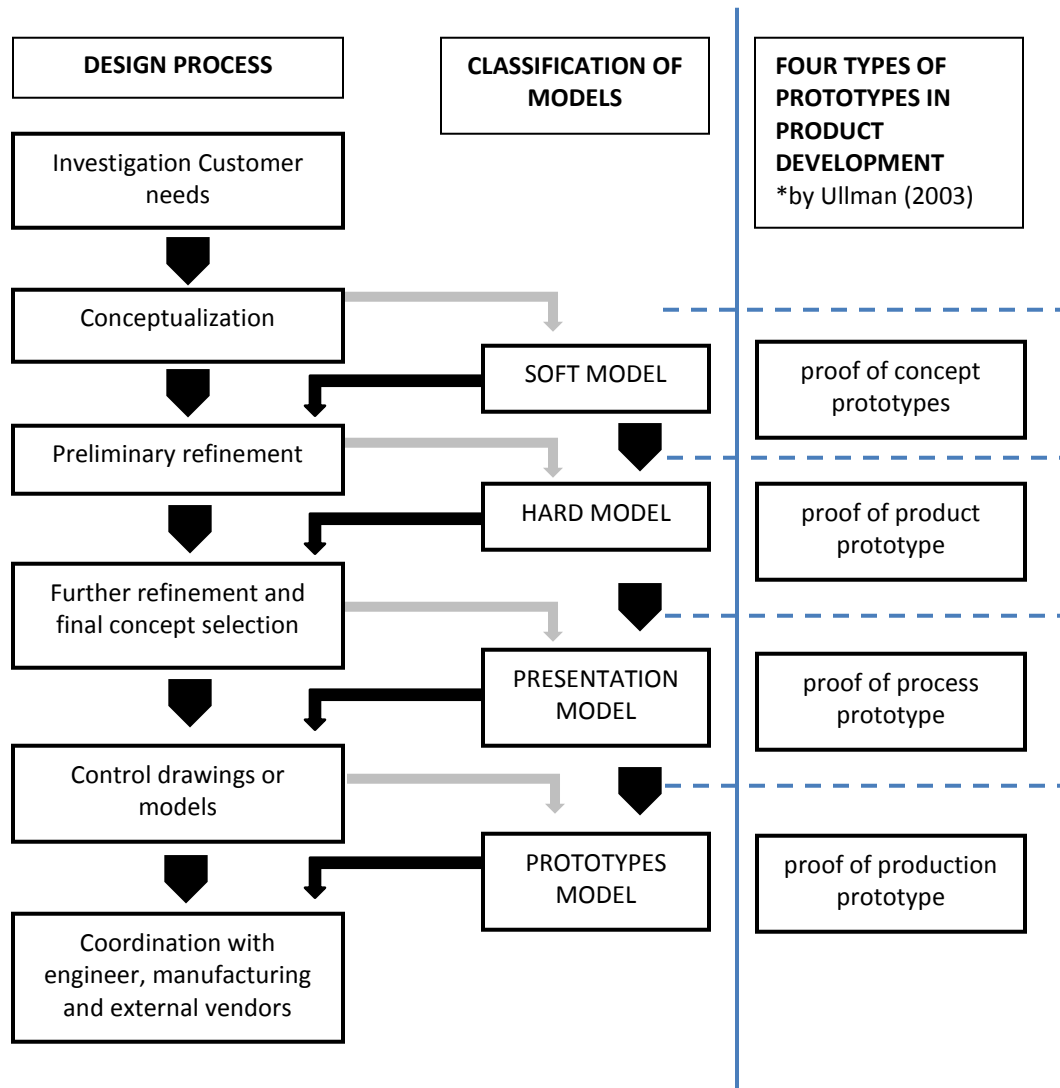 DESIGN PROCESS
CLASSIFICATION OF
MODELS
FOUR TYPES OF
PROTOTYPES IN
PRODUCT
DEVELOPMENT
*by Ullman (2003)
Investigation Customer
needs
Conceptualization
SOFT MODEL
proof of concept
prototypes
Preliminary refinement
HARD MODEL
proof of product
prototype
Further refinement and
final concept selection
PRESENTATION
MODEL
proof of process
prototype
Control drawings or
models
PROTOTYPES
MODEL
proof of production
prototype
Coordination with
engineer, manufacturing
and external vendors